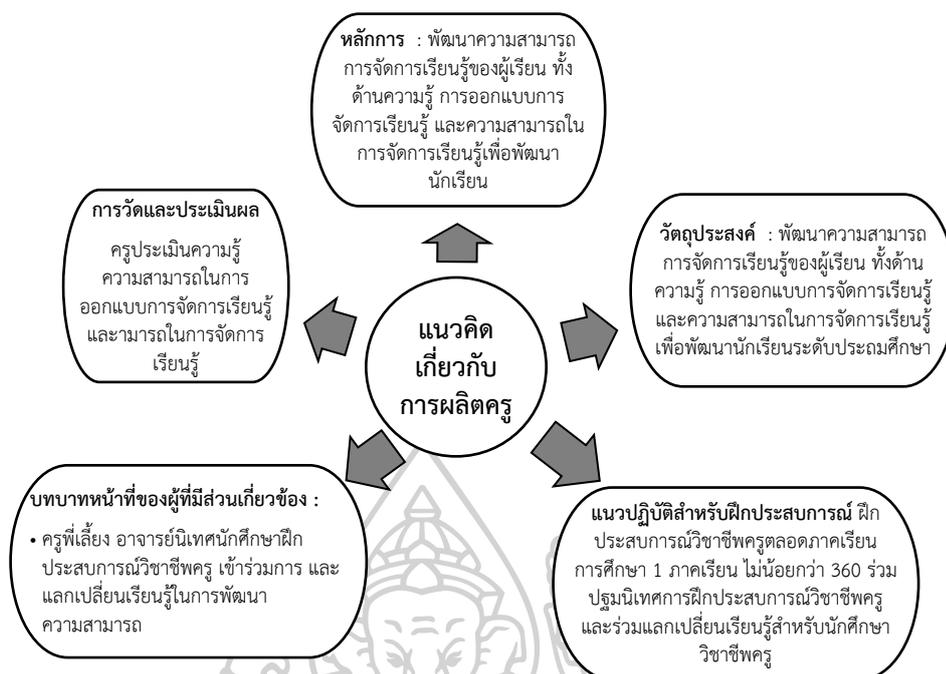 หลักการ : พัฒนาความสามารถ
การจัดการเรียนรู้ของผู้เรียน ทั้ง
ด้านความรู้ การออกแบบการ
จัดการเรียนรู้ และความสามารถใน
การจัดการเรียนรู้เพื่อพัฒนา
นักเรียน
การวัดและประเมินผล
ครูประเมินความรู้
ความสามารถในการ
ออกแบบการจัดการเรียนรู้
และามารถในการจัดการ
เรียนรู้
วัตถุประสงค์ : พัฒนาความสามารถ
การจัดการเรียนรู้ของผู้เรียน ทั้งด้าน
ความรู้ การออกแบบการจัดการเรียนรู้
และความสามารถในการจัดการเรียนรู้
เพื่อพัฒนานักเรียนระดับประถมศึกษา
แนวคิด
เกี่ยวกับ
การผลิตครู
บทบาทหน้าที่ของผู้ที่มีส่วนเกี่ยวข้อง :
• ครูพี่เลี้ยง อาจารย์นิเทศนักศึกษาฝึก
ประสบการณ์วิชาชีพครู เข้าร่วมการ และ
แลกเปลี่ยนเรียนรู้ในการพัฒนา
ความสามารถ
แนวปฏิบัติสำหรับฝึกประสบการณ์ ฝึก
ประสบการณ์วิชาชีพครูตลอดภาคเรียน
การศึกษา 1 ภาคเรียน ไม่น้อยกว่า 360 ร่วม
ปฐมนิเทศการฝึกประสบการณ์วิชาชีพครู
และร่วมแลกเปลี่ยนเรียนรู้สำหรับนักศึกษา
วิชาชีพครู